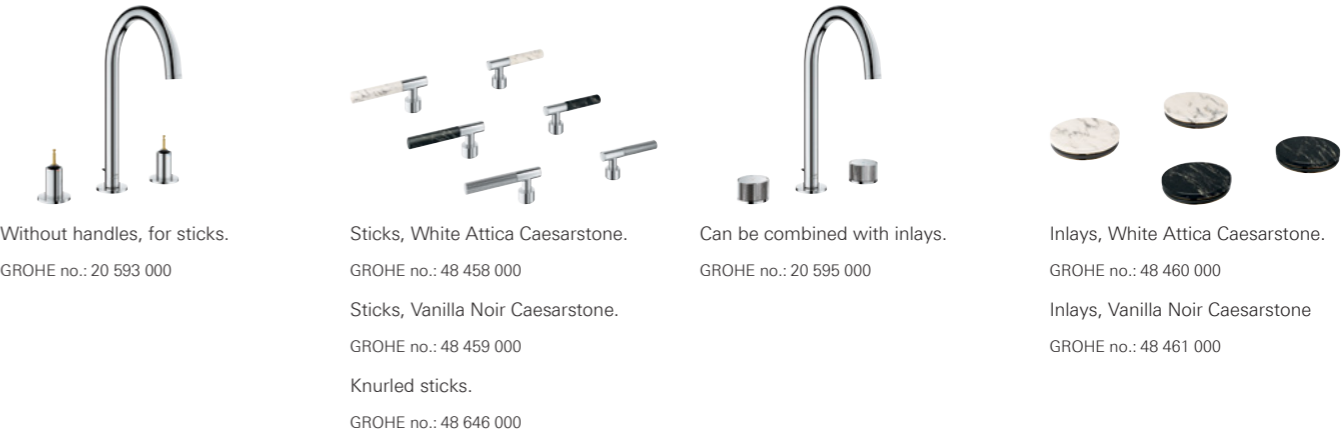 Without handles, for sticks.
GROHE no.: 20 593 000
Sticks, White Attica Caesarstone.
GROHE no.: 48 458 000
Sticks, Vanilla Noir Caesarstone.
GROHE no.: 48 459 000
Knurled sticks.
GROHE no.: 48 646 000
Can be combined with inlays.
GROHE no.: 20 595 000
Inlays, White Attica Caesarstone.
GROHE no.: 48 460 000
Inlays, Vanilla Noir Caesarstone
GROHE no.: 48 461 000